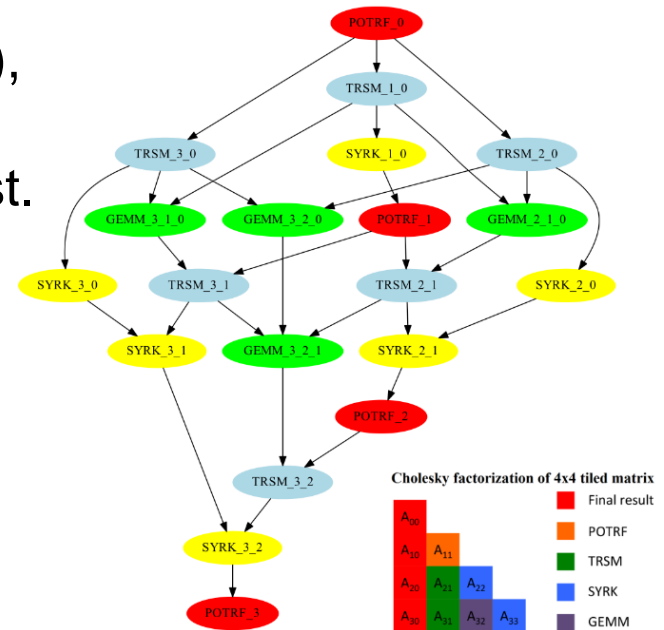 ),
st.
POTRF_0
TRSM_1_0
TRSM_3_0 SYRK_1_0 TRSM_2_0
GEMM_3_1_0 GEMM_3_2_0 POTRF_1 GEMM_2_1_0
SYRK_3_0 TRSM_3_1 TRSM_2_1 SYRK_2_0
SYRK_3_1 GEMM_3_2_1 SYRK_2_1
POTRF_2
TRSM_3_2
SYRK_3_2
POTRF_3
Cholesky factorization of 4x4 tiled matrix
A00
A10 A11
A20 A21 A22
A30 A31 A32 A33
Final result
POTRF
TRSM
SYRK
GEMM